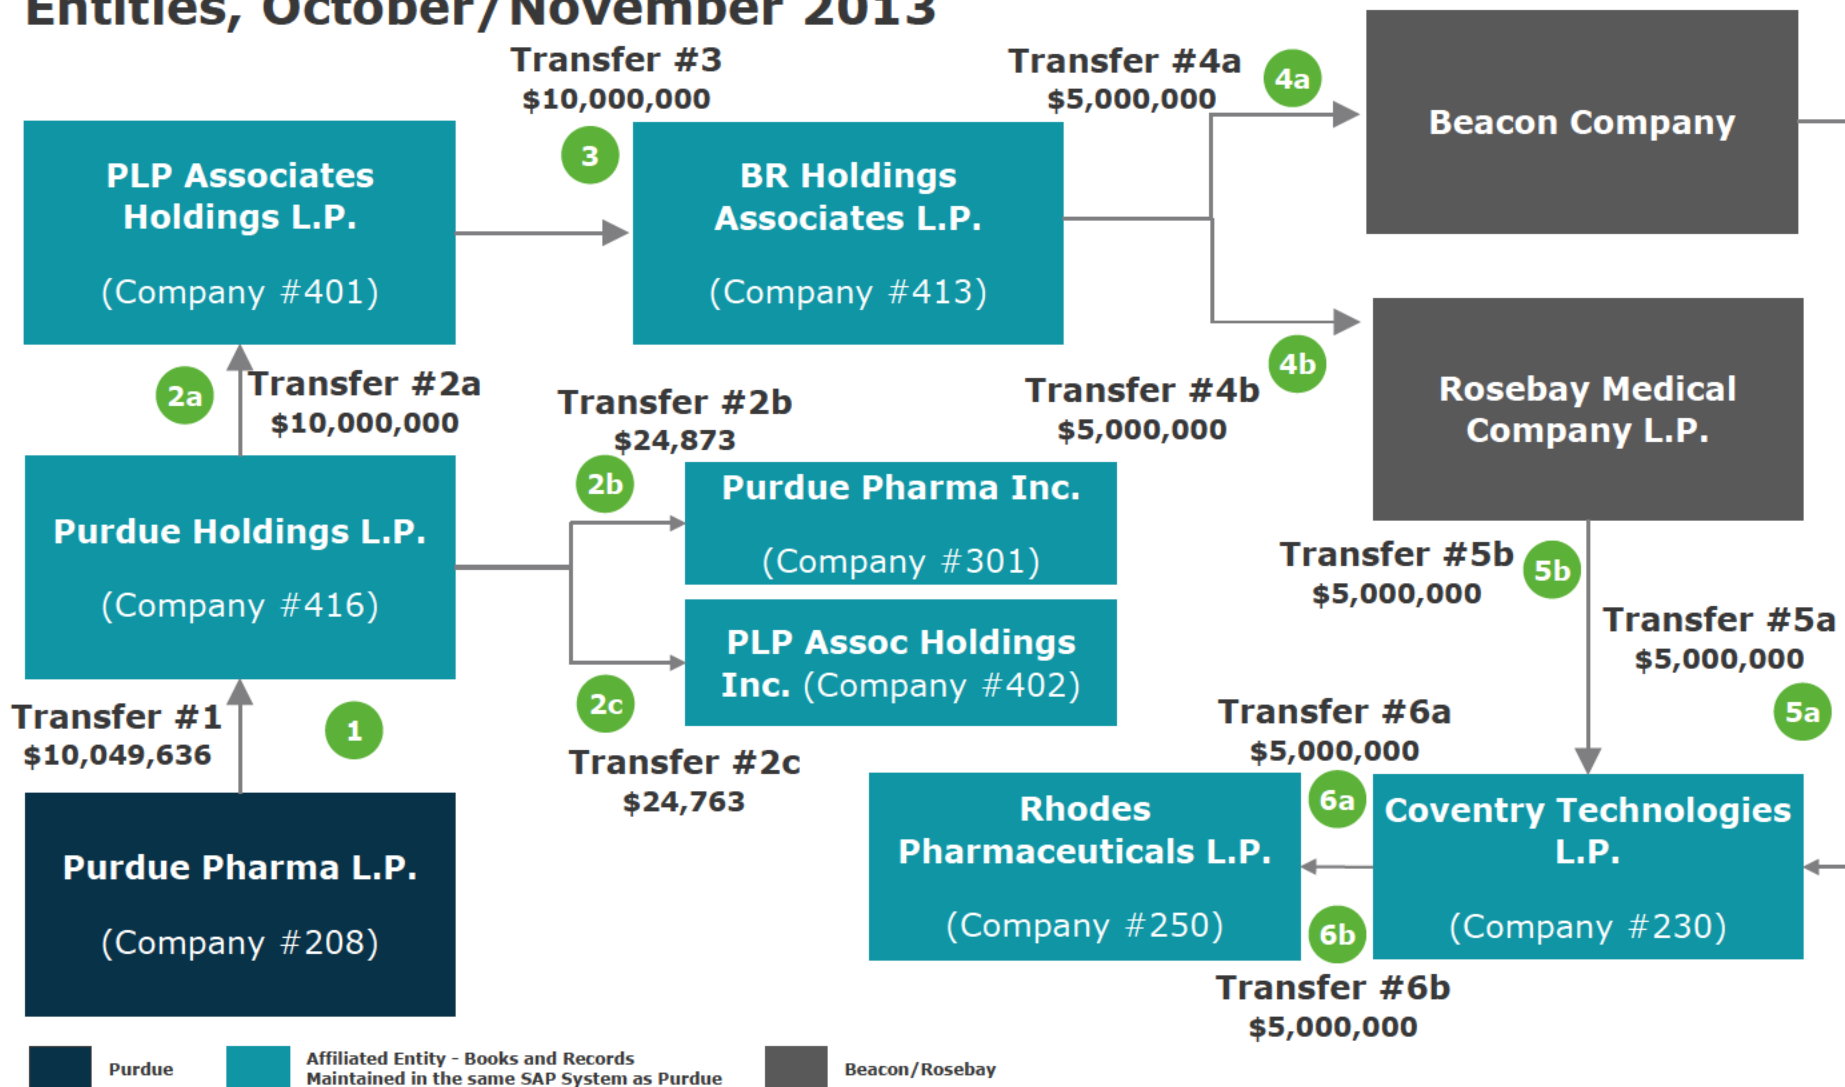 Entities, October/November 2013
Transfer #3
$10,000,000
3
Transfer #4a
$5,000,000
4a
Beacon Company
PLP Associates
Holdings L.P.
(Company #401)
BR Holdings
Associates L.P.
(Company #413)
2a
Transfer #2a
$10,000,000
Transfer #2b
$24,873
2b
Transfer #4b
$5,000,000
4b
Rosebay Medical
Company L.P.
Purdue Holdings L.P.
(Company #416)
Purdue Pharma Inc.
(Company #301)
PLP Assoc Holdings
Inc. (Company #402)
2c
Transfer #2c
$24,763
Transfer #5b
$5,000,000
5b
Transfer #5a
$5,000,000
5a
Transfer #1
$10,049,636
1
Purdue Pharma L.P.
(Company #208)
Transfer #6a
$5,000,000
6a
Rhodes
Pharmaceuticals L.P.
(Company #250)
Coventry Technologies
L.P.
(Company #230)
6b
Transfer #6b
$5,000,000
Purdue
Affiliated Entity - Books and Records
Maintained in the same SAP System as Purdue
Beacon/Rosebay